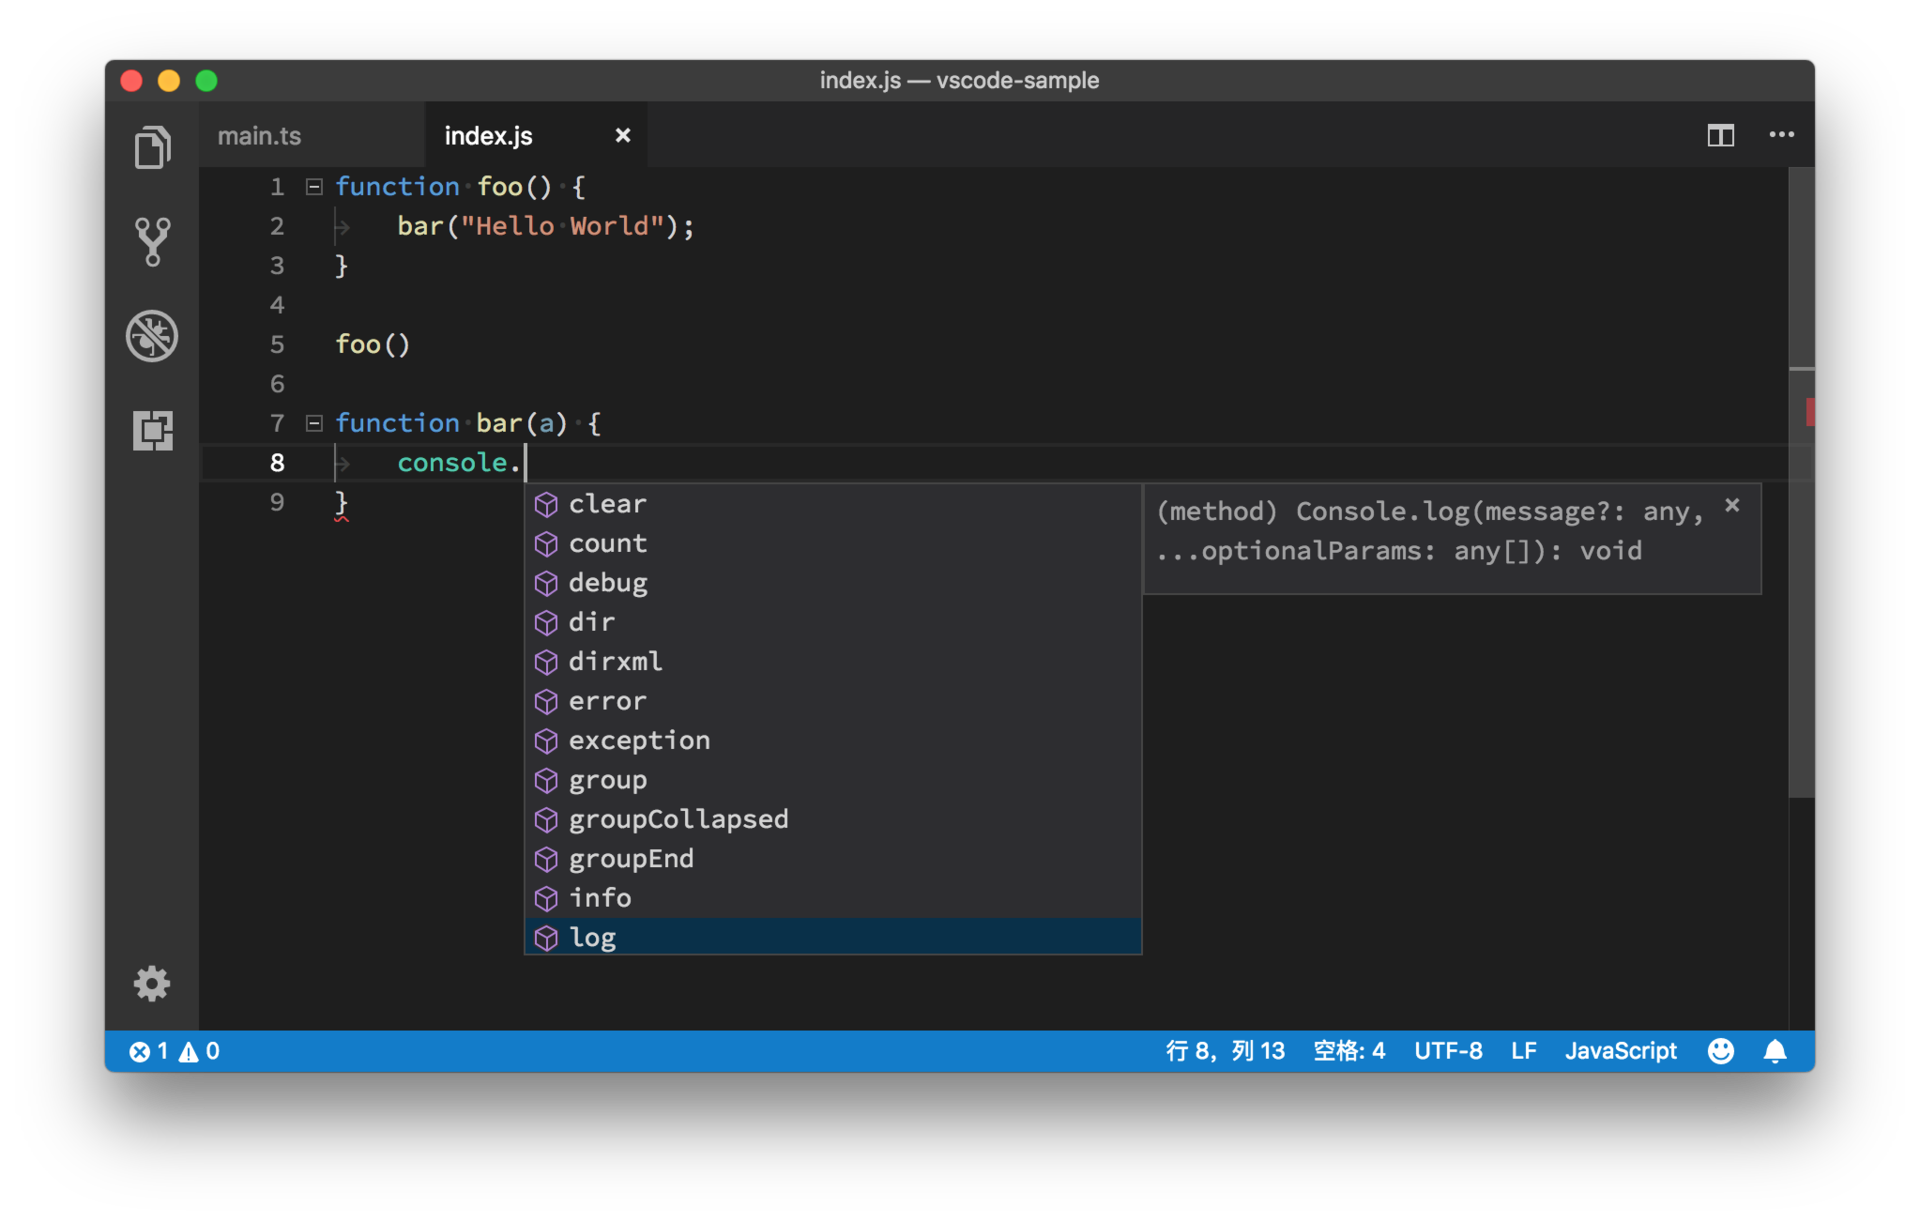 index.js — vscode-sample
main.ts
index.js
1 function foo() {
2 bar("Hello World");
3 }
4
5 foo()
6
7 function bar(a) {
8 console.
9 }
clear
count
debug
dir
dirxml
error
exception
group
groupCollapsed
groupEnd
info
log
(method) Console.log(message?: any,
...optionalParams: any[]): void
1 0
行 8，列 13 空格: 4 UTF-8 LF JavaScript